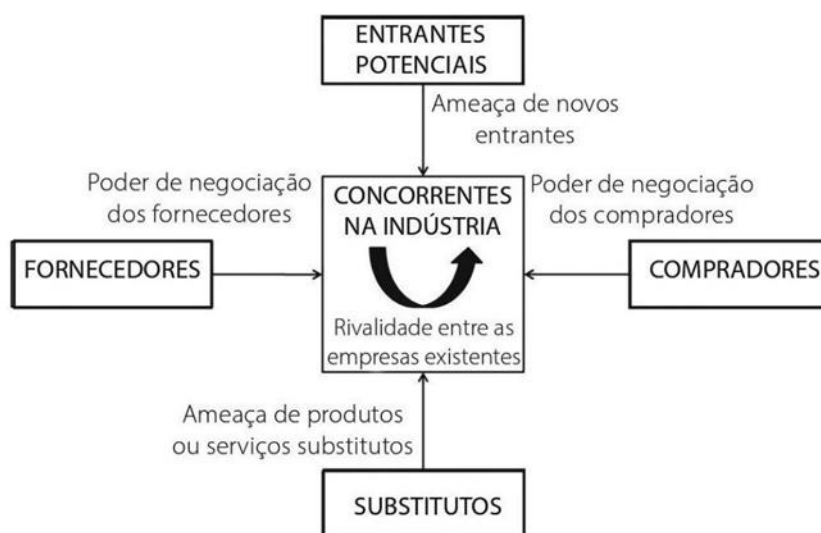 ENTRANTES
POTENCIAIS
Ameaça de novos
entrantes
Poder de negociação
dos fornecedores
CONCORRENTES
NA INDÚSTRIA
Poder de negociação
dos compradores
FORNECEDORES
COMPRADORES
Rivalidade entre as
empresas existentes
Ameaça de produtos
ou serviços substitutos
SUBSTITUTOS